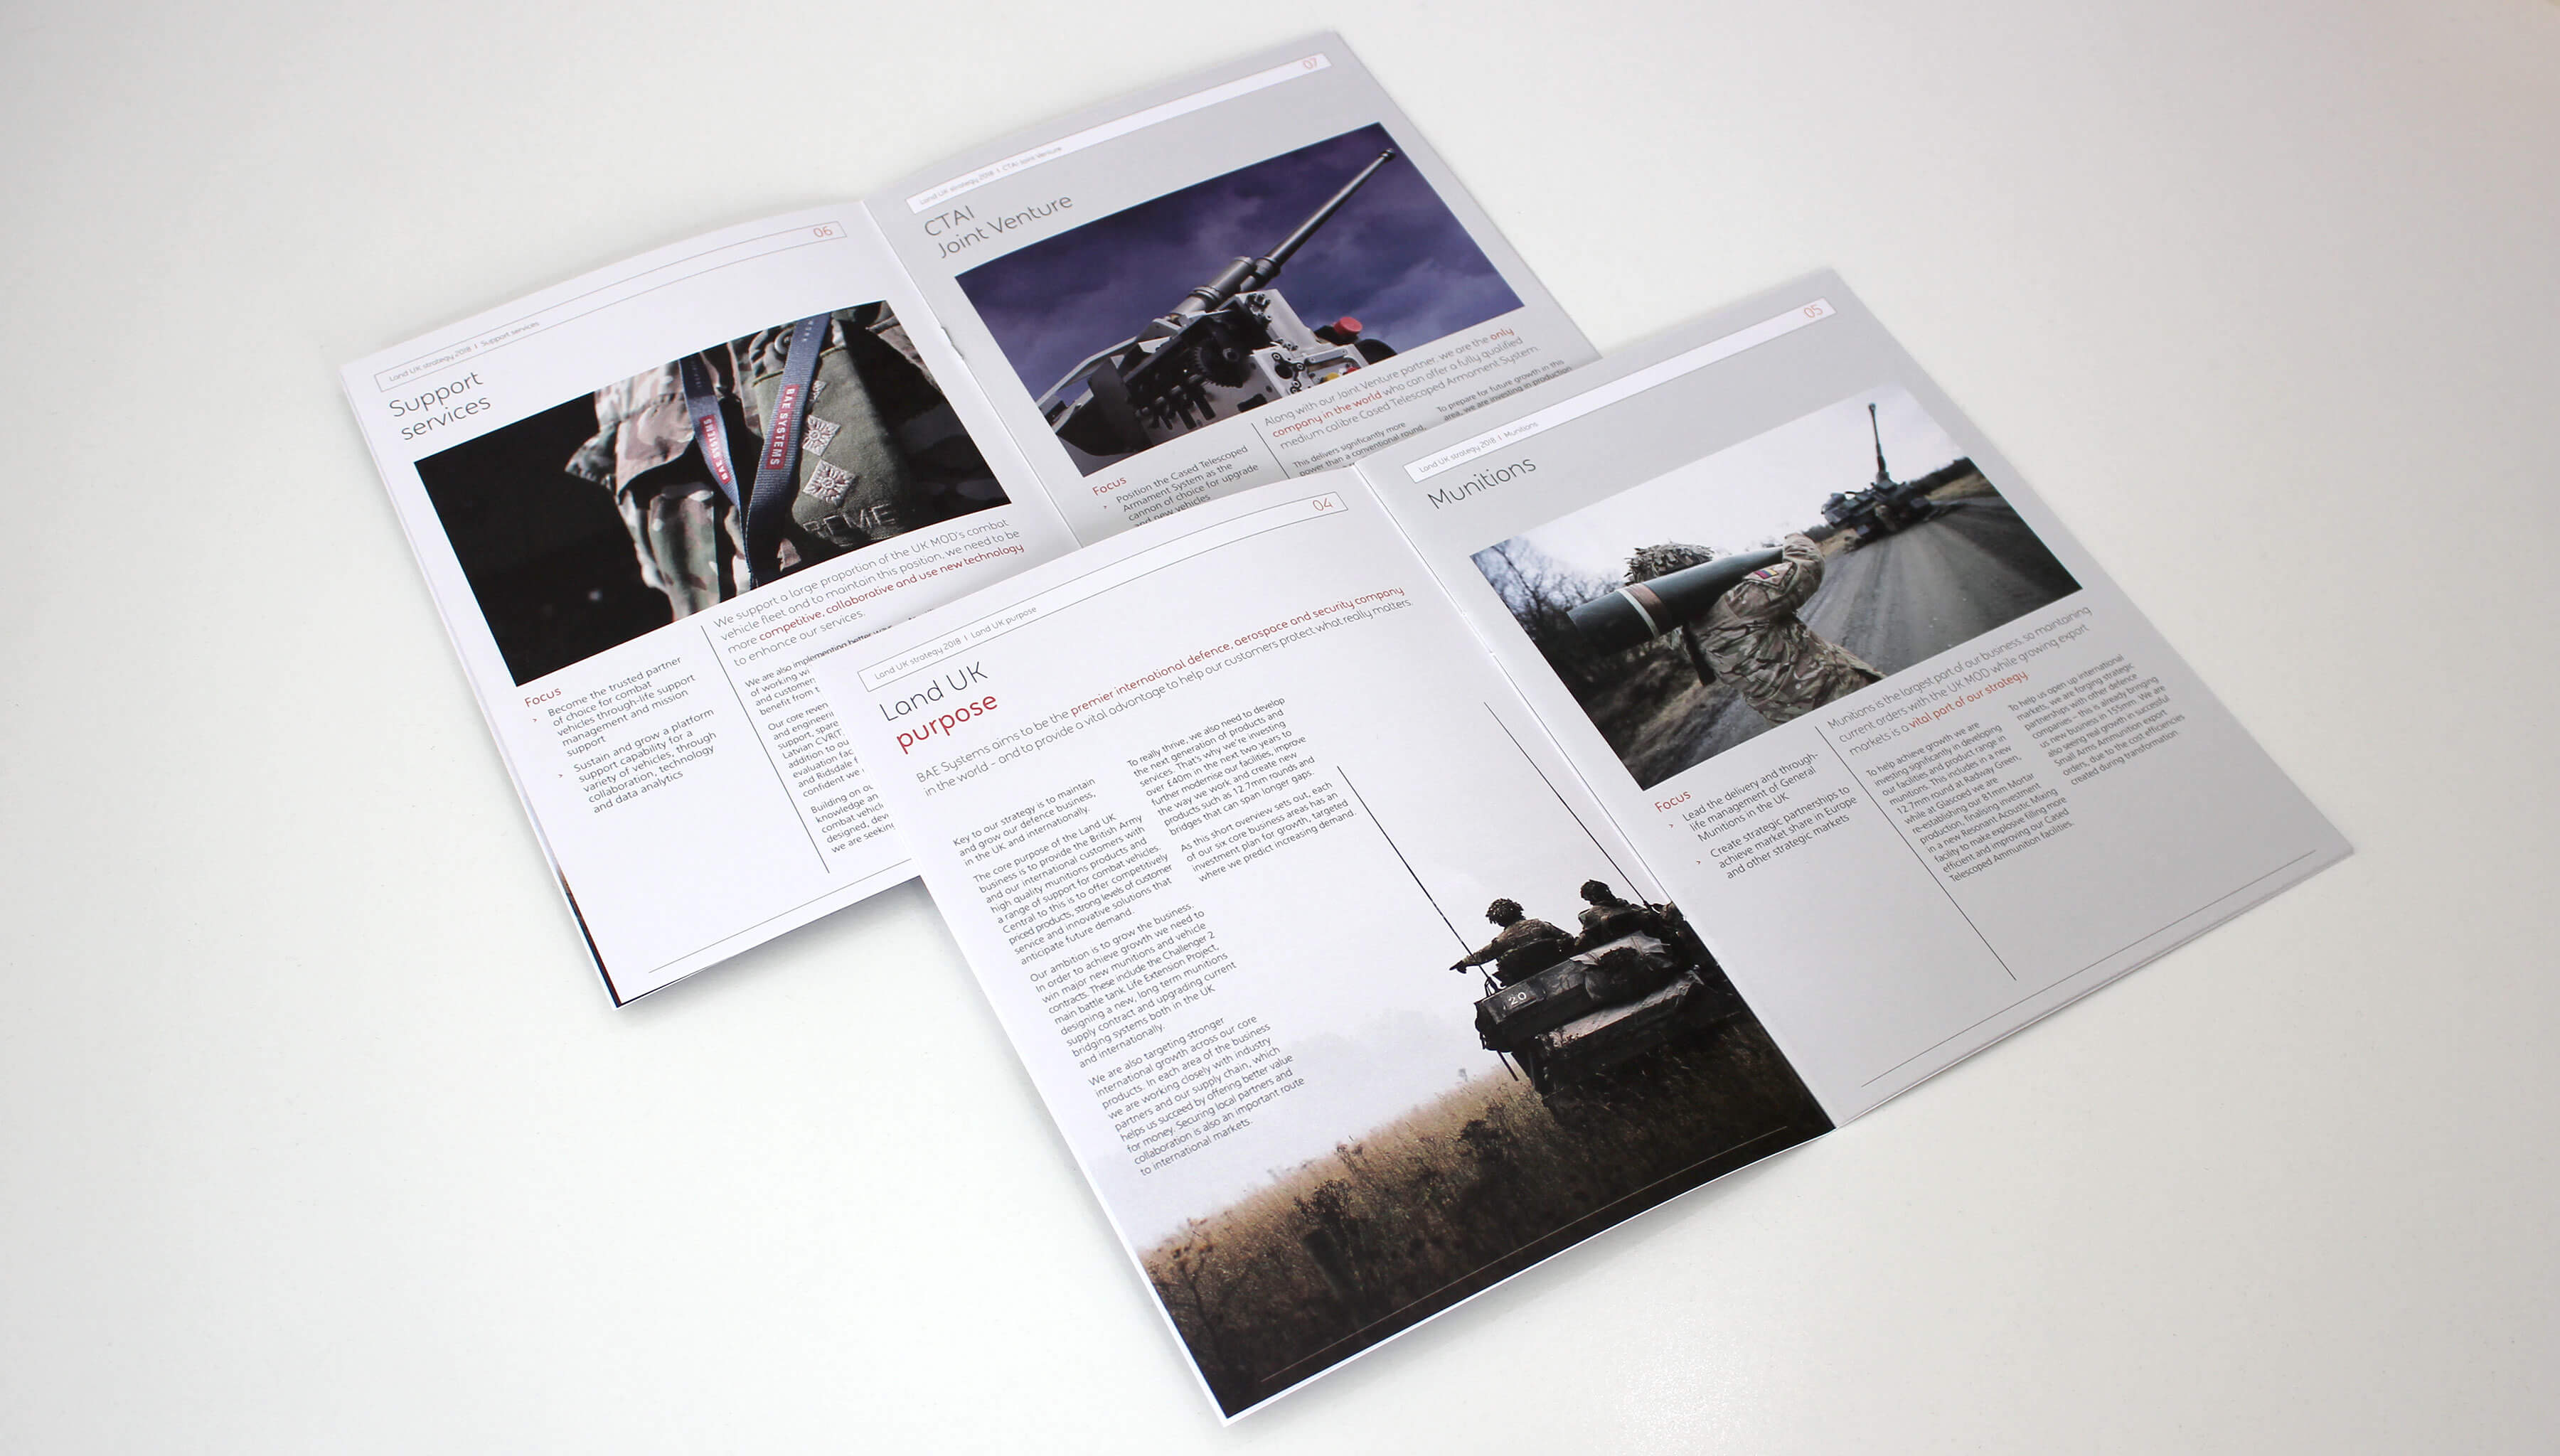 Land UK strategy 2018 | Support services
06
Support
services
BAE SYSTEMS
BAE SYSTEMS
REME
We support a large proportion of the UK MOD's combat
vehicle fleet and to maintain this position, we need to be
more competitive, collaborative and use new technology
to enhance our services.
Focus
› Become the trusted partner
of choice for combat
vehicles through-life support
management and mission
support
› Sustain and grow a platform
support capability for a
variety of vehicles, through
collaboration, technology
and data analytics
We are also implementing better
of working
and customer
benefit from
Our core
and
support,
Latvian CVR(T)
addition to
evaluation
and Ridsdale
confident we
Building on
knowledge
combat
designed,
we are
Land UK strategy 2018 | CTAI Joint Venture
07
CTAI
Joint Venture
Along with our Joint Venture partner, we are the only
company in the world who can offer a fully qualified
medium calibre Cased Telescoped Armament System.
Focus
› Position the Cased Telescoped
Armament System as the
cannon of choice for upgrade
and new vehicles
This delivers significantly more
power than a conventional round,
To prepare for future growth in this
area, we are investing in production
Land UK strategy 2018 | Land UK purpose
04
Land UK
purpose
BAE Systems aims to be the premier international defence, aerospace and security company
in the world – and to provide a vital advantage to help our customers protect what really matters.
Key to our strategy is to maintain
and grow our defence business,
in the UK and internationally.
The core purpose of the Land UK
business is to provide the British Army
and our international customers with
high quality munitions products and
a range of support for combat vehicles.
Central to this is to offer competitively
priced products, strong levels of customer
service and innovative solutions that
anticipate future demand.
Our ambition is to grow the business.
In order to achieve growth we need to
win major new munitions and vehicle
contracts. These include the Challenger 2
main battle tank Life Extension Project,
designing a new, long term munitions
supply contract and upgrading current
bridging systems both in the UK
and internationally.
We are also targeting stronger
international growth across our core
products. In each area of the business
we are working closely with industry
partners and our supply chain, which
helps us succeed by offering better value
for money. Securing local partners and
collaboration is also an important route
to international markets.
To really thrive, we also need to develop
the next generation of products and
services. That's why we're investing
over £40m in the next two years to
further modernise our facilities, improve
the way we work and create new
products such as 12.7mm rounds and
bridges that can span longer gaps.
As this short overview sets out, each
of our six core business areas has an
investment plan for growth, targeted
where we predict increasing demand.
20
Land UK strategy 2018 | Munitions
05
Munitions
Munitions is the largest part of our business, so maintaining
current orders with the UK MOD while growing export
markets is a vital part of our strategy.
Focus
› Lead the delivery and through-
life management of General
Munitions in the UK
› Create strategic partnerships to
achieve market share in Europe
and other strategic markets
To help achieve growth we are
investing significantly in developing
our facilities and product range in
munitions. This includes in a new
12.7mm round at Radway Green,
while at Glascoed we are
re-establishing our 81mm Mortar
production, finalising investment
in a new Resonant Acoustic Mixing
facility to make explosive filling more
efficient and improving our Cased
Telescoped Ammunition facilities.
To help us open up international
markets, we are forging strategic
partnerships with other defence
companies – this is already bringing
us new business in 155mm. We are
also seeing real growth in successful
Small Arms Ammunition export
orders, due to the cost efficiencies
created during transformation.